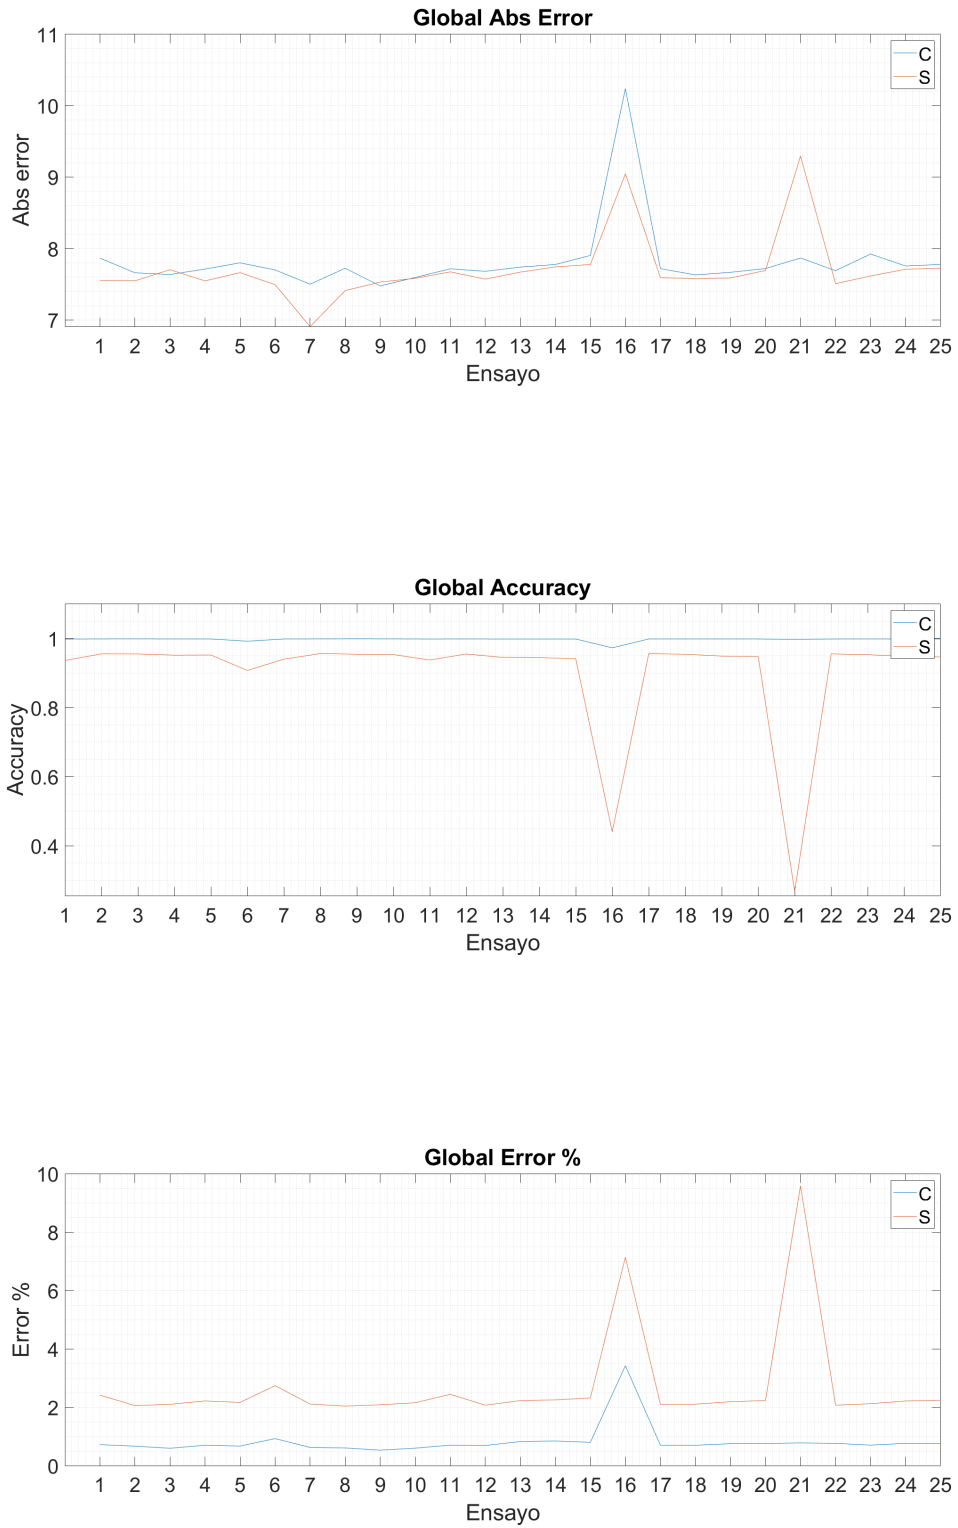 Global Abs Error
11
10
9
8
7
Abs error
C
S
1 2 3 4 5 6 7 8 9 10 11 12 13 14 15 16 17 18 19 20 21 22 23 24 25
Ensayo
Global Accuracy
1
0.8
0.6
0.4
Accuracy
C
S
1 2 3 4 5 6 7 8 9 10 11 12 13 14 15 16 17 18 19 20 21 22 23 24 25
Ensayo
Global Error %
10
8
6
4
2
0
Error %
C
S
1 2 3 4 5 6 7 8 9 10 11 12 13 14 15 16 17 18 19 20 21 22 23 24 25
Ensayo